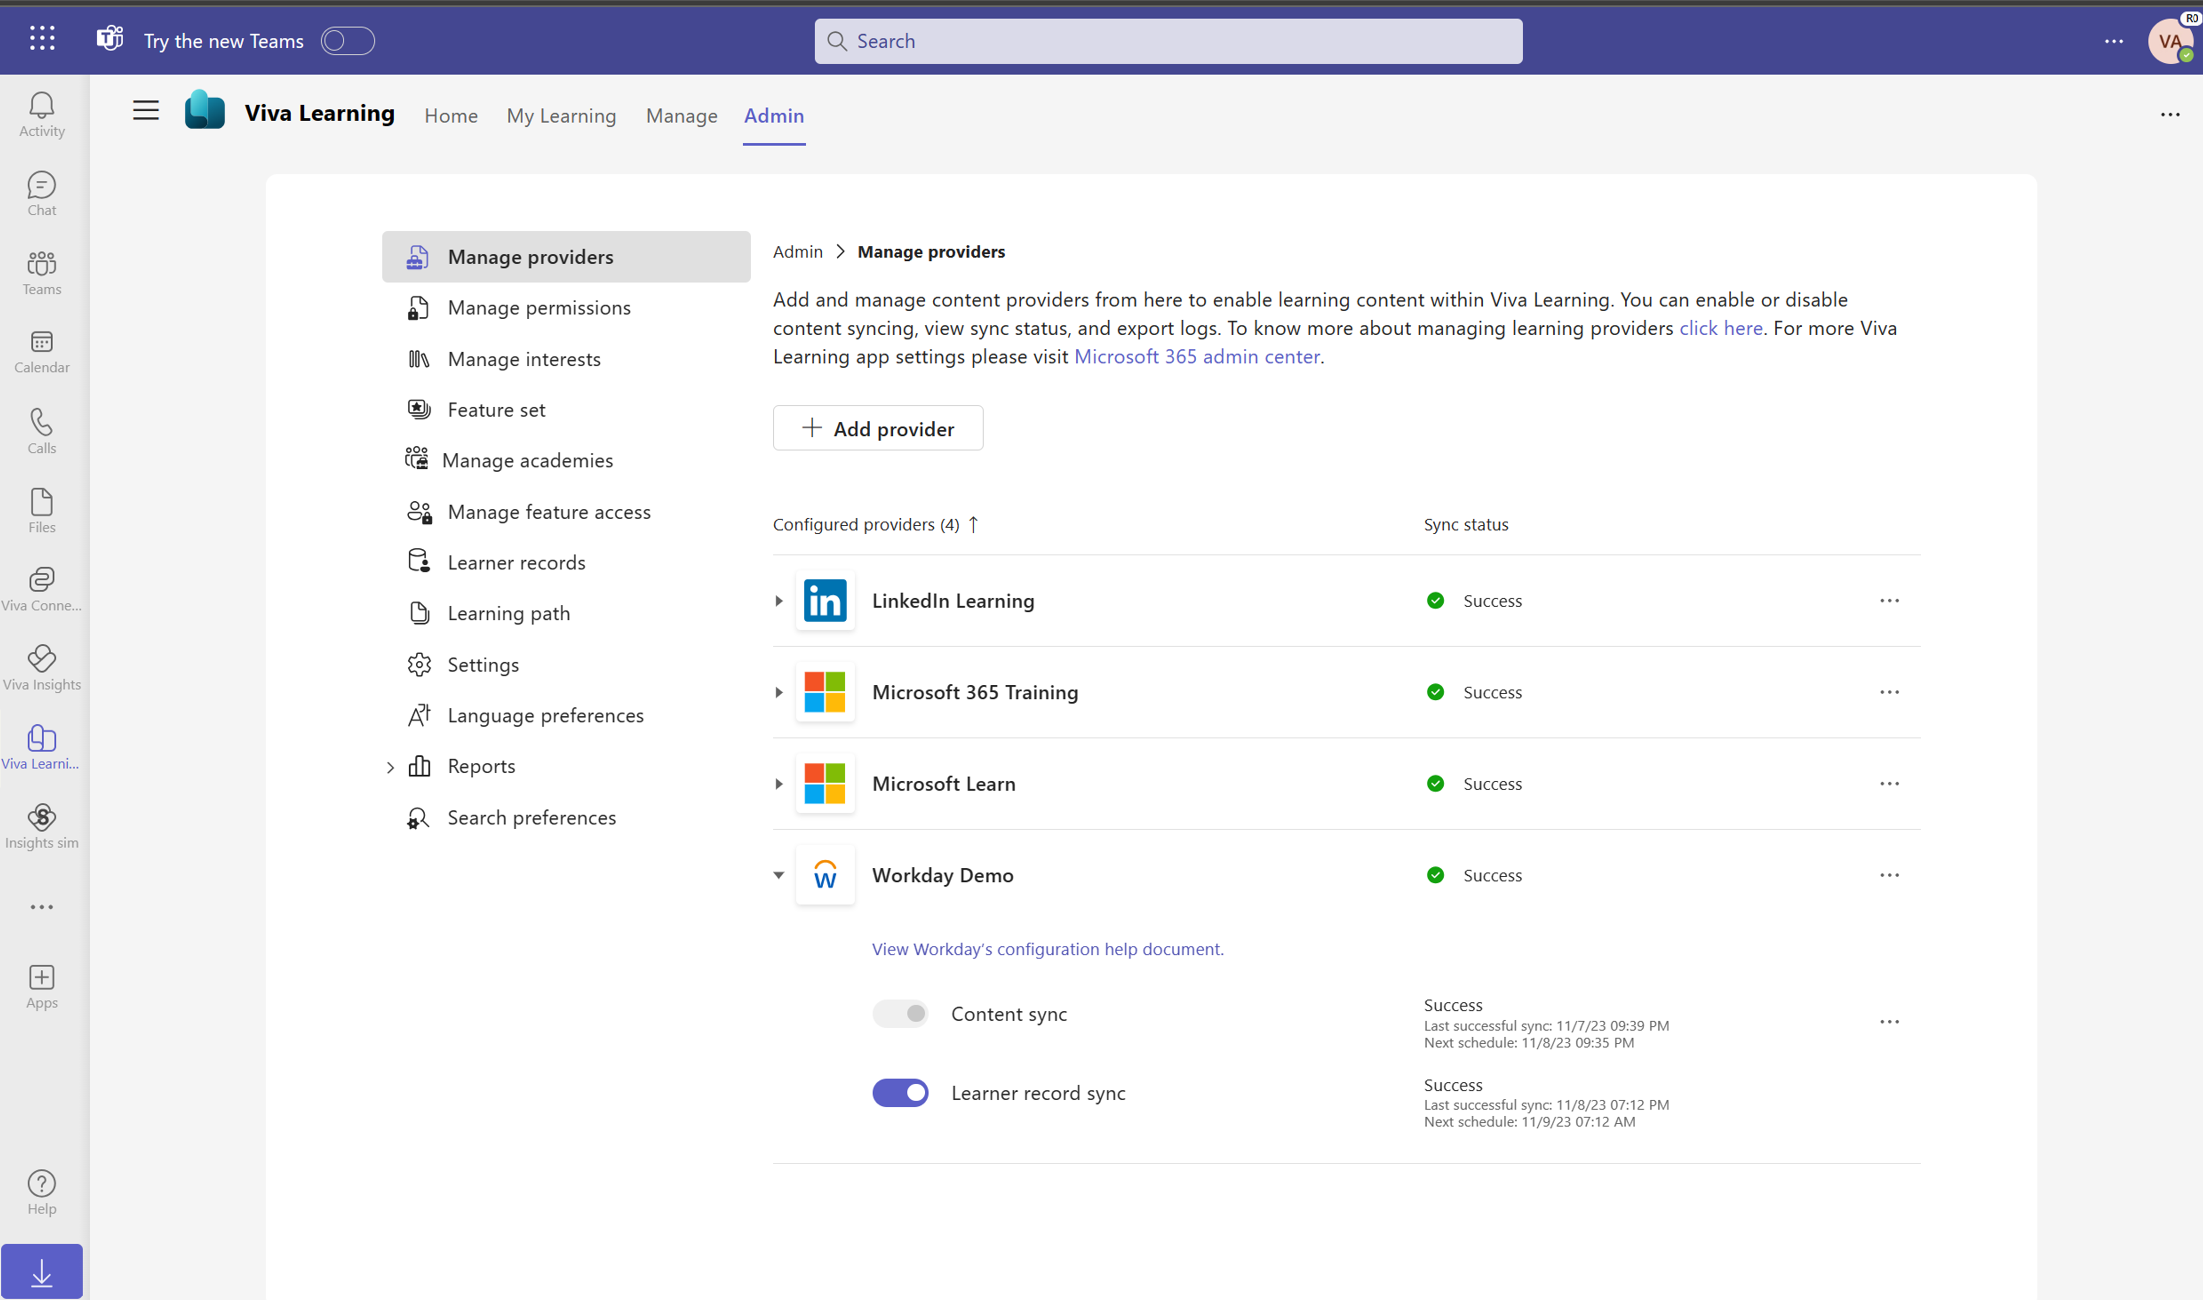 Try the new Teams
Search
R0
VA
Activity
Chat
Teams
Calendar
Calls
Files
Viva Conne...
Viva Insights
Viva Learni...
Insights sim
Apps
Help
Viva Learning
Home
My Learning
Manage
Admin
Manage providers
Manage permissions
Manage interests
Feature set
Manage academies
Manage feature access
Learner records
Learning path
Settings
Language preferences
Reports
Search preferences
Admin > Manage providers
Add and manage content providers from here to enable learning content within Viva Learning. You can enable or disable
content syncing, view sync status, and export logs. To know more about managing learning providers click here. For more Viva
Learning app settings please visit Microsoft 365 admin center.
+ Add provider
Configured providers (4) ↑
Sync status
LinkedIn Learning
Success
Microsoft 365 Training
Success
Microsoft Learn
Success
Workday Demo
Success
View Workday's configuration help document.
Content sync
Success
Last successful sync: 11/7/23 09:39 PM
Next schedule: 11/8/23 09:35 PM
Learner record sync
Success
Last successful sync: 11/8/23 07:12 PM
Next schedule: 11/9/23 07:12 AM